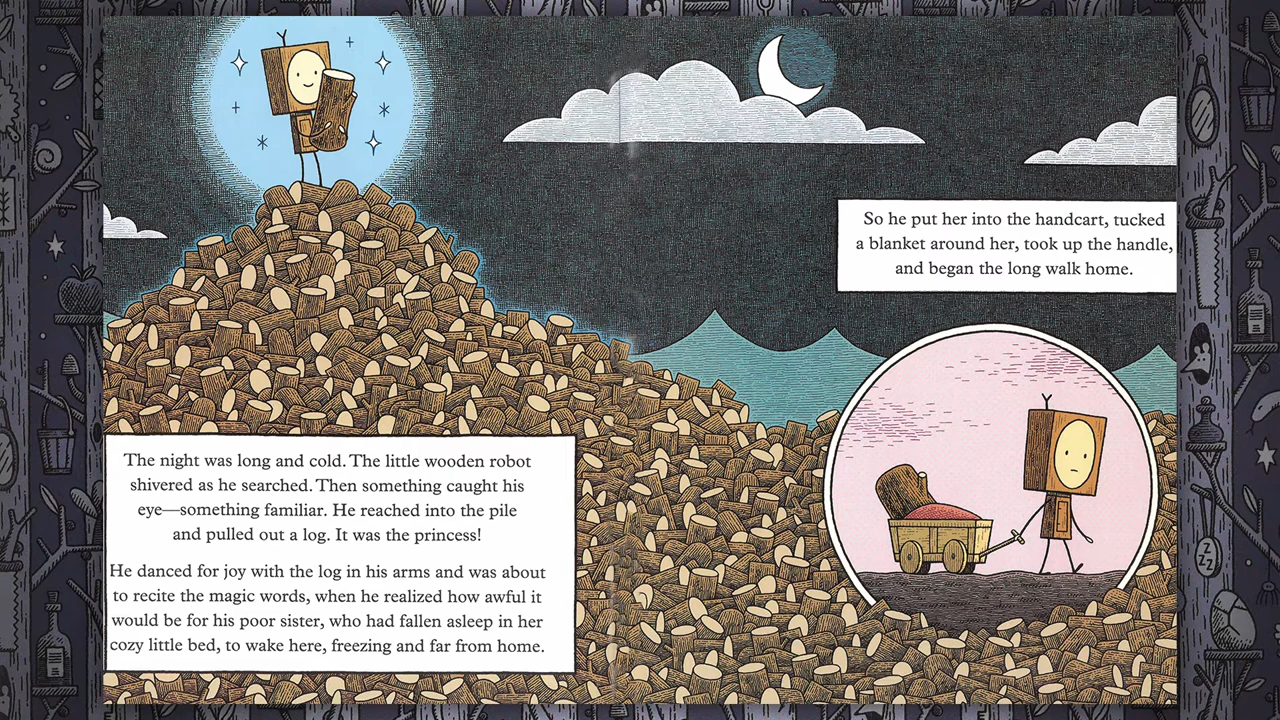 The night was long and cold. The little wooden robot
shivered as he searched. Then something caught his
eye—something familiar. He reached into the pile
and pulled out a log. It was the princess!
He danced for joy with the log in his arms and was about
to recite the magic words, when he realized how awful it
would be for his poor sister, who had fallen asleep in her
cozy little bed, to wake here, freezing and far from home.
So he put her into the handcart, tucked
a blanket around her, took up the handle,
and began the long walk home.
Z
Z Z